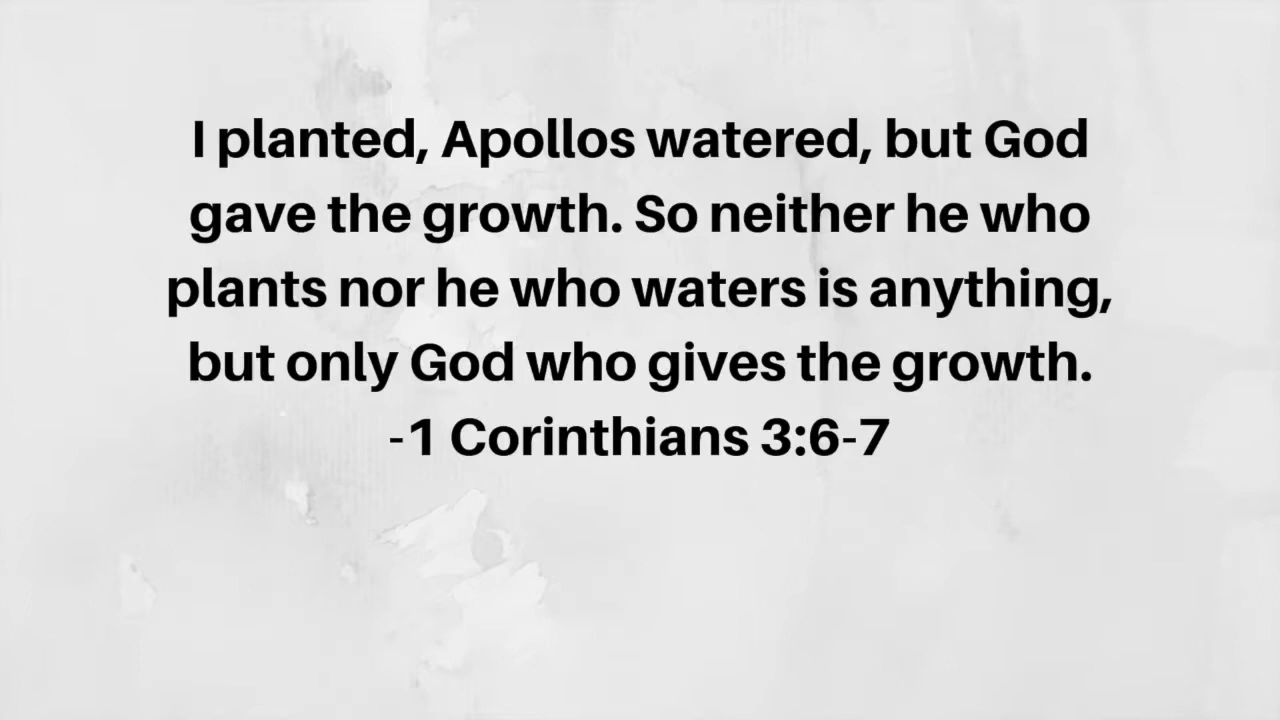 I planted, Apollos watered, but God
gave the growth. So neither he who
plants nor he who waters is anything,
but only God who gives the growth.
-1 Corinthians 3:6-7